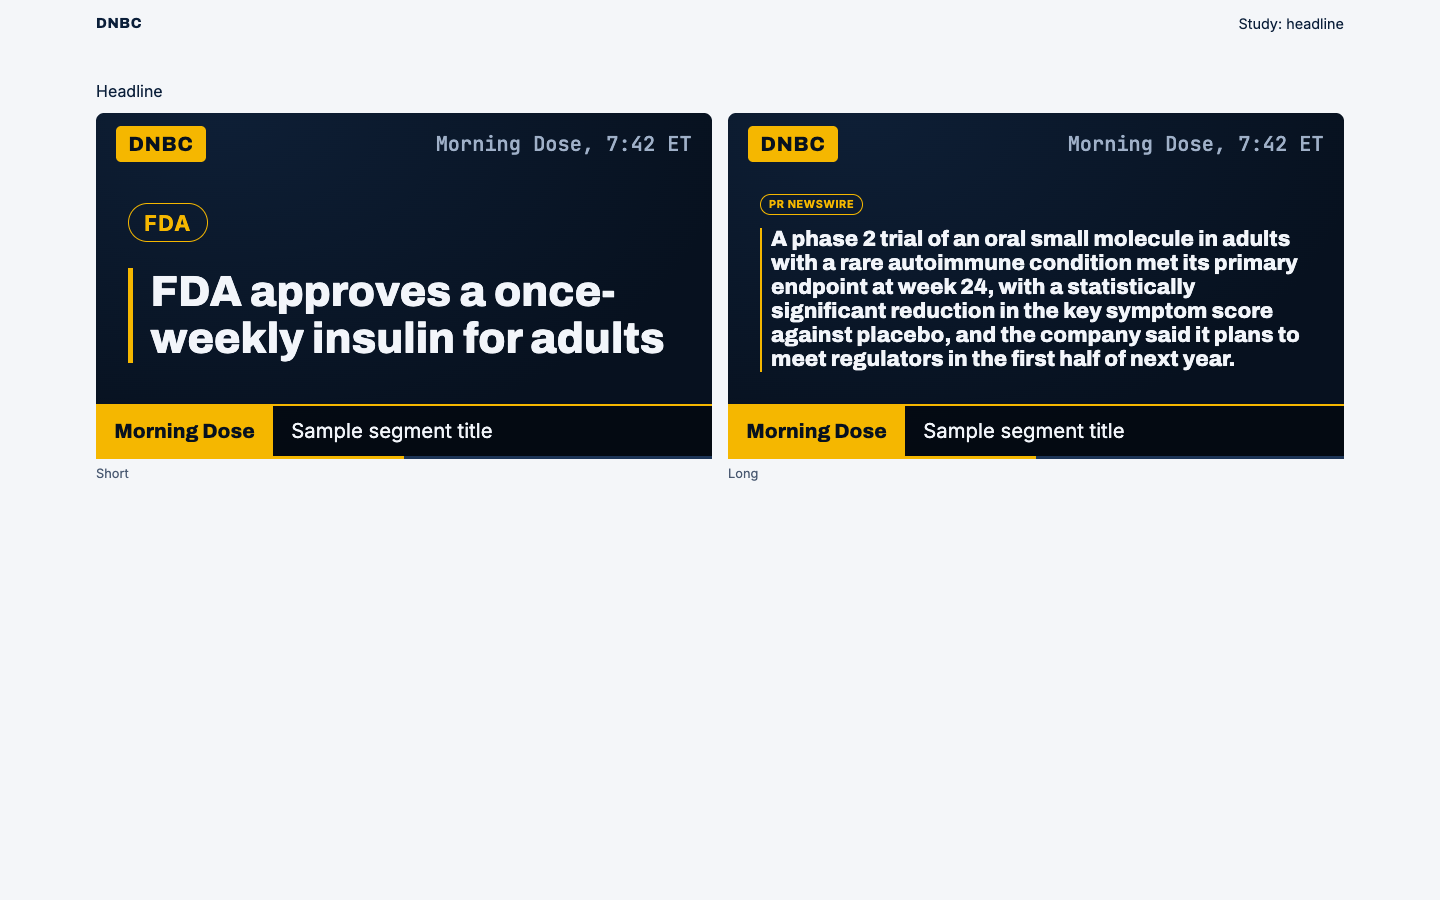 DNBC
Study: headline
Headline
DNBC
Morning Dose, 7:42 ET
FDA
FDA approves a once-
weekly insulin for adults
Morning Dose
Sample segment title
Short
DNBC
Morning Dose, 7:42 ET
PR NEWSWIRE
A phase 2 trial of an oral small molecule in adults
with a rare autoimmune condition met its primary
endpoint at week 24, with a statistically
significant reduction in the key symptom score
against placebo, and the company said it plans to
meet regulators in the first half of next year.
Morning Dose
Sample segment title
Long